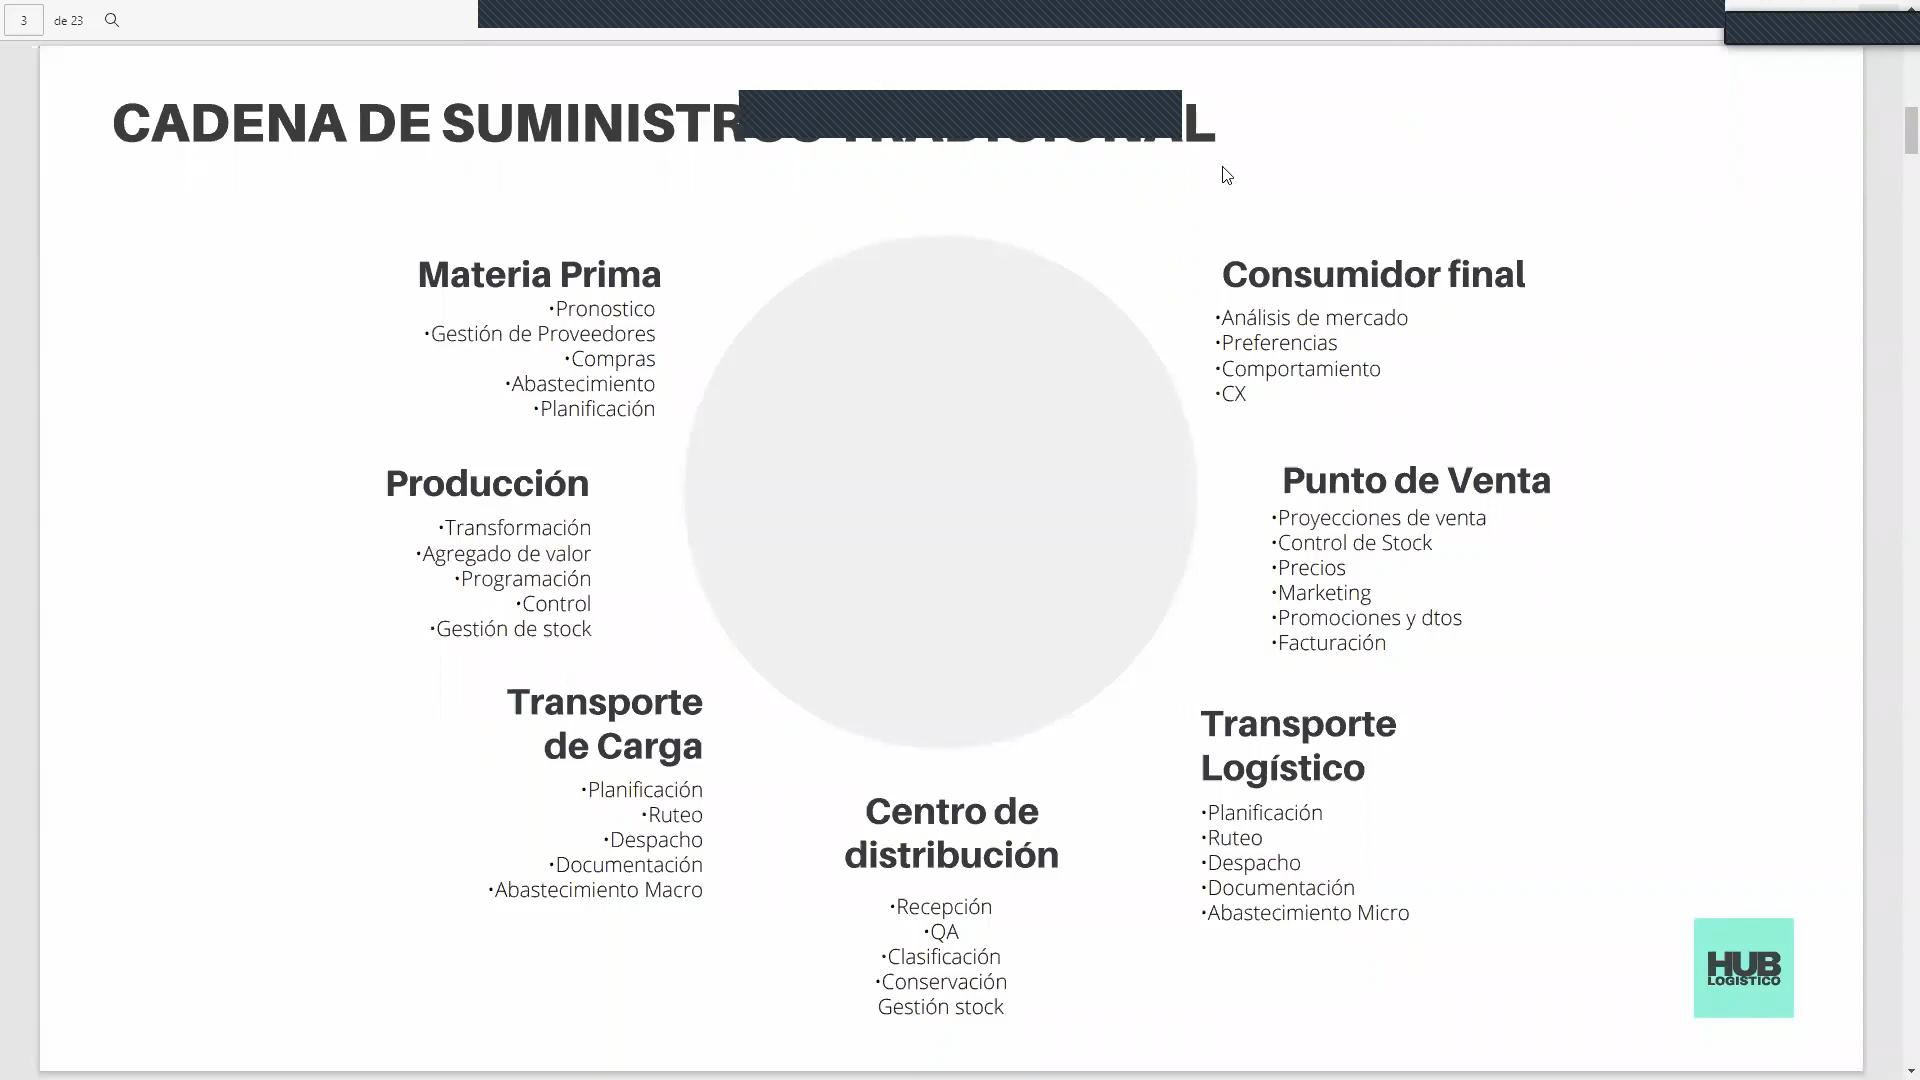 3 de 23
CADENA DE
Materia Prima
•Pronostico
•Gestión de Proveedores
•Compras
•Abastecimiento
•Planificación
Producción
•Transformación
•Agregado de valor
•Programación
•Control
•Gestión de stock
Transporte
de Carga
•Planificación
•Ruteo
•Despacho
•Documentación
•Abastecimiento Macro
Centro de
distribución
•Recepción
•QA
•Clasificación
•Conservación
Gestión stock
Consumidor final
•Análisis de mercado
•Preferencias
•Comportamiento
•CX
Punto de Venta
•Proyecciones de venta
•Control de Stock
•Precios
•Marketing
•Promociones y dtos
•Facturación
Transporte
Logístico
•Planificación
•Ruteo
•Despacho
•Documentación
•Abastecimiento Micro
HUB
LOGISTICO